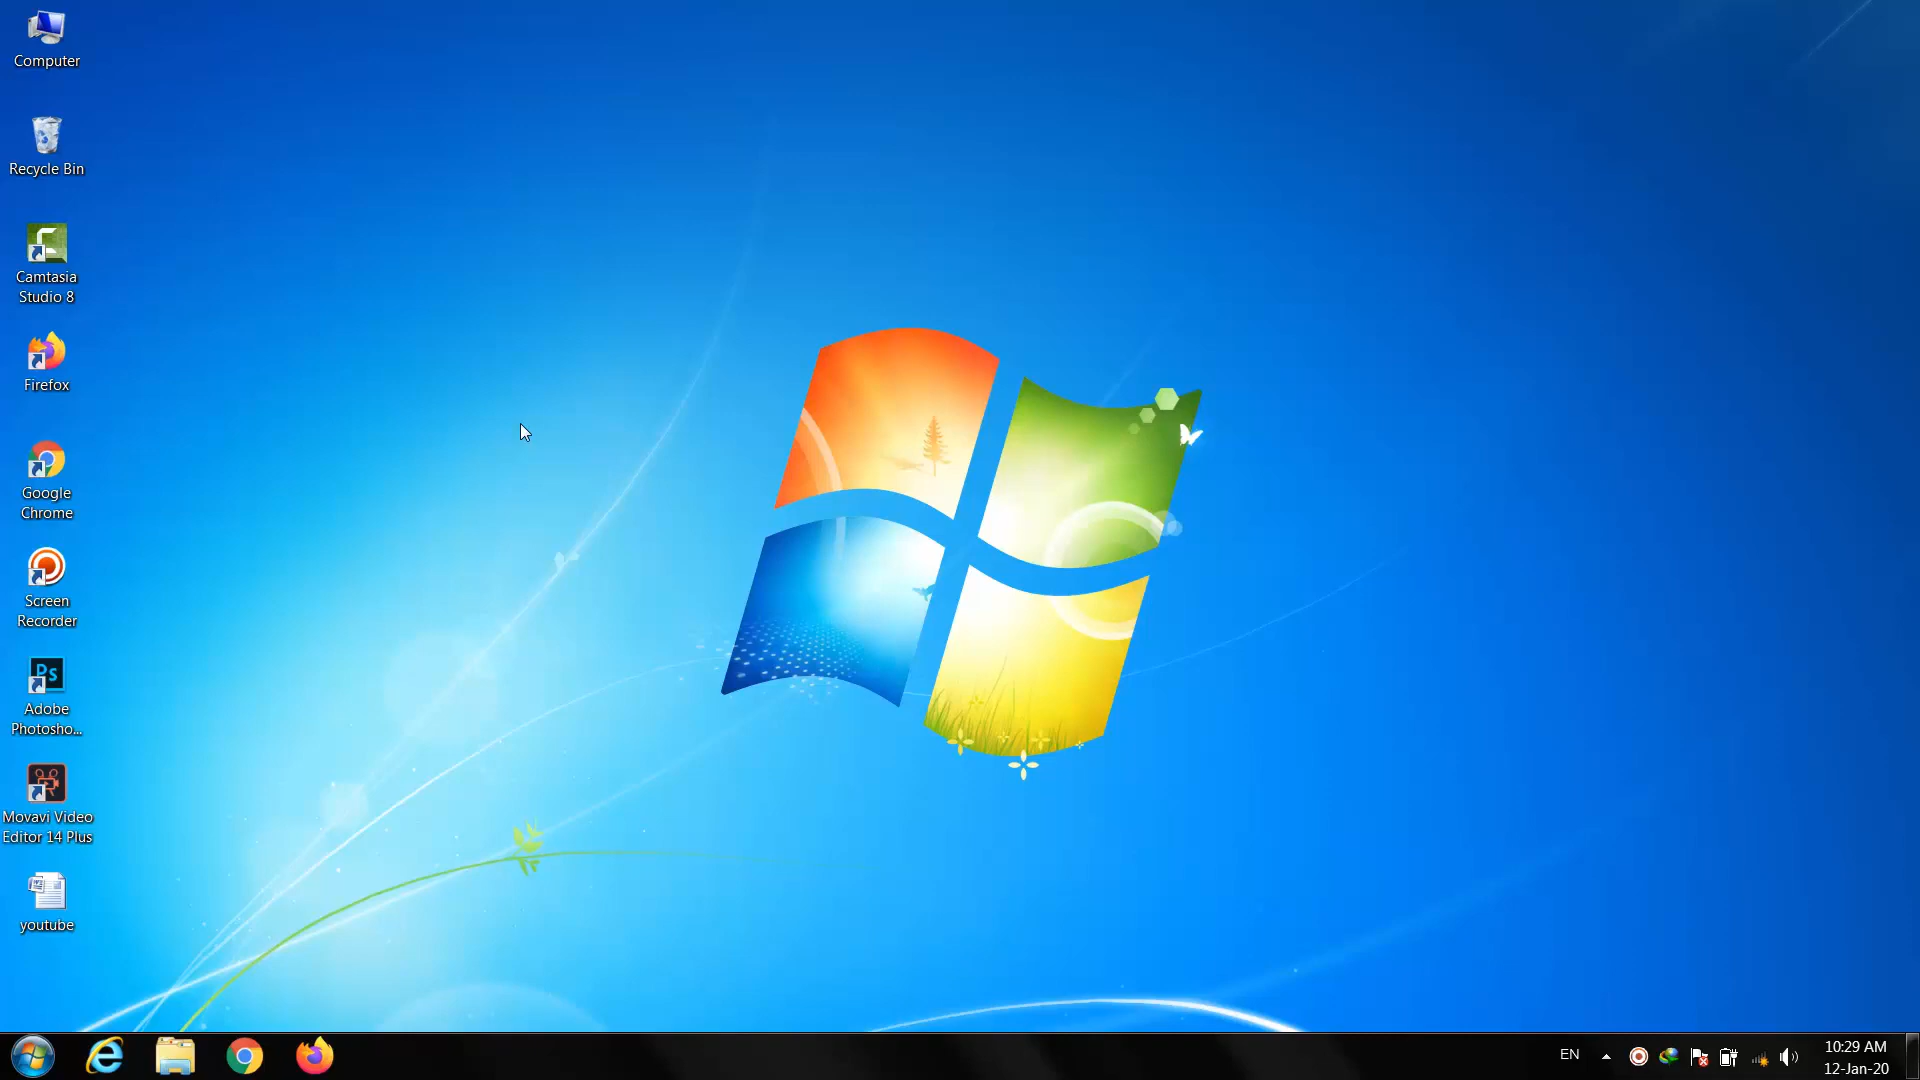 Computer
Recycle Bin
Camtasia
Studio 8
Firefox
Google
Chrome
Screen
Recorder
Ps
Adobe
Photosho...
Movavi Video
Editor 14 Plus
youtube
EN
10:29 AM
12-Jan-20